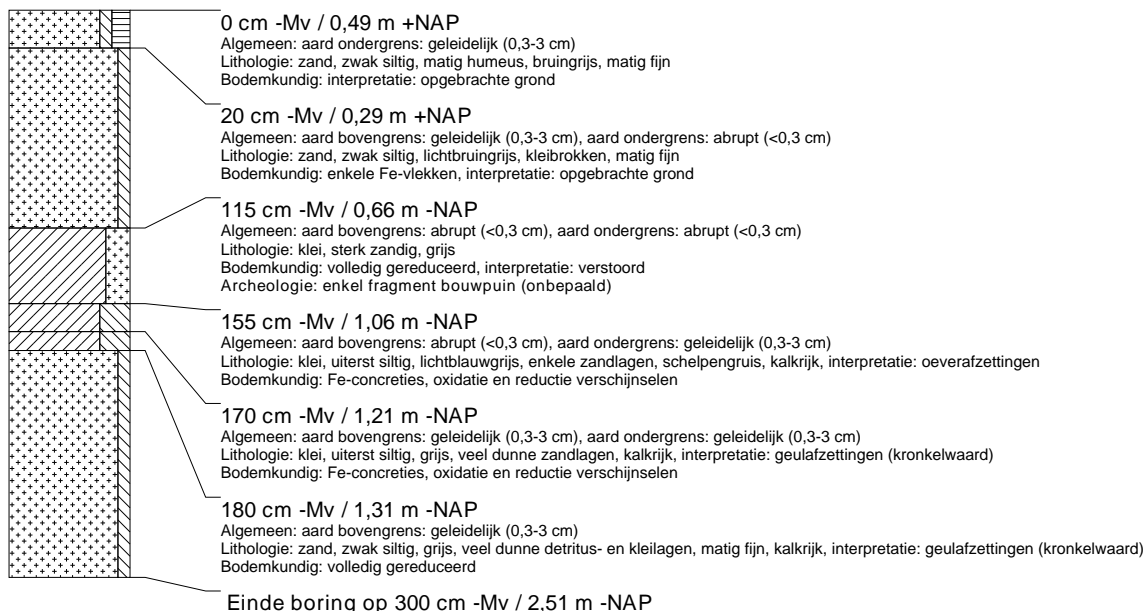 0 cm -Mv / 0,49 m +NAP
Algemeen: aard ondergrens: geleidelijk (0,3-3 cm)
Lithologie: zand, zwak siltig, matig humeus, bruingrijs, matig fijn
Bodemkundig: interpretatie: opgebrachte grond
20 cm -Mv / 0,29 m +NAP
Algemeen: aard bovengrens: geleidelijk (0,3-3 cm), aard ondergrens: abrupt (<0,3 cm)
Lithologie: zand, zwak siltig, lichtbruingrijs, kleibrokken, matig fijn
Bodemkundig: enkele Fe-vlekken, interpretatie: opgebrachte grond
115 cm -Mv / 0,66 m -NAP
Algemeen: aard bovengrens: abrupt (<0,3 cm), aard ondergrens: abrupt (<0,3 cm)
Lithologie: klei, sterk zandig, grijs
Bodemkundig: volledig gereduceerd, interpretatie: verstoord
Archeologie: enkel fragment bouwpuin (onbepaald)
155 cm -Mv / 1,06 m -NAP
Algemeen: aard bovengrens: abrupt (<0,3 cm), aard ondergrens: geleidelijk (0,3-3 cm)
Lithologie: klei, uiterst siltig, lichtblauwgrijs, enkele zandlagen, schelpengruis, kalkrijk, interpretatie: oeverafzettingen
Bodemkundig: Fe-concreties, oxidatie en reductie verschijnselen
170 cm -Mv / 1,21 m -NAP
Algemeen: aard bovengrens: geleidelijk (0,3-3 cm), aard ondergrens: geleidelijk (0,3-3 cm)
Lithologie: klei, uiterst siltig, grijs, veel dunne zandlagen, kalkrijk, interpretatie: geulafzettingen (kronkelwaard)
Bodemkundig: Fe-concreties, oxidatie en reductie verschijnselen
180 cm -Mv / 1,31 m -NAP
Algemeen: aard bovengrens: geleidelijk (0,3-3 cm)
Lithologie: zand, zwak siltig, grijs, veel dunne detritus- en kleilagen, matig fijn, kalkrijk, interpretatie: geulafzettingen (kronkelwaard)
Bodemkundig: volledig gereduceerd
Einde boring op 300 cm -Mv / 2,51 m -NAP